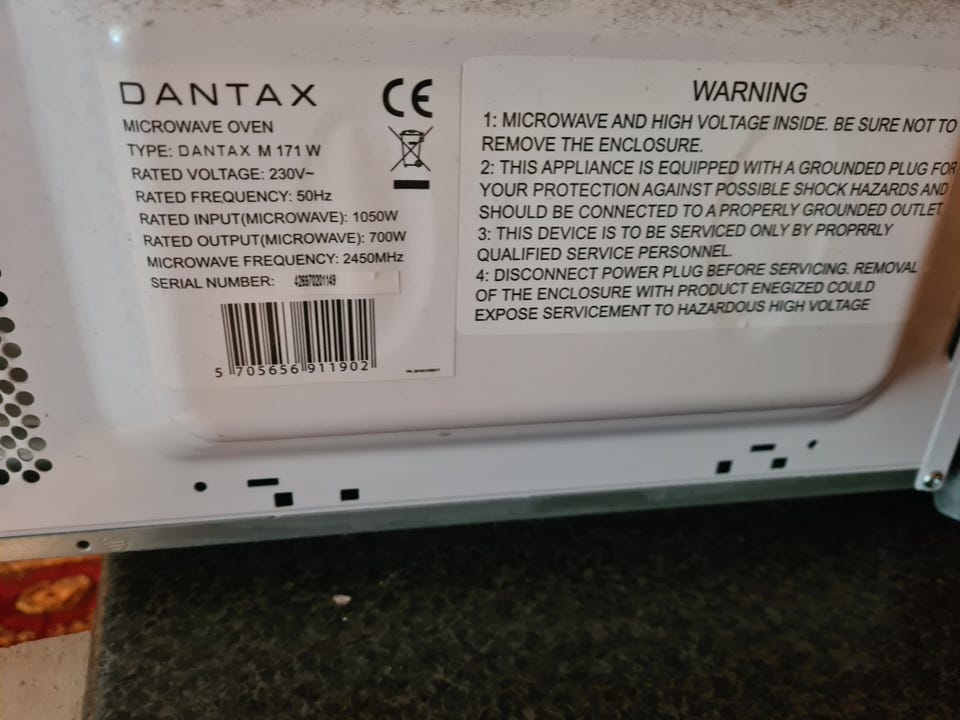 DANTAX
CE
MICROWAVE OVEN
TYPE: DANTAX M 171 W
RATED VOLTAGE: 230V~
RATED FREQUENCY: 50Hz
RATED INPUT(MICROWAVE): 1050W
RATED OUTPUT(MICROWAVE): 700W
MICROWAVE FREQUENCY: 2450MHz
SERIAL NUMBER: 426970201149
5 705656 911902
WARNING
1: MICROWAVE AND HIGH VOLTAGE INSIDE. BE SURE NOT TO
REMOVE THE ENCLOSURE.
2: THIS APPLIANCE IS EQUIPPED WITH A GROUNDED PLUG FOR
YOUR PROTECTION AGAINST POSSIBLE SHOCK HAZARDS AND
SHOULD BE CONNECTED TO A PROPERLY GROUNDED OUTLET.
3: THIS DEVICE IS TO BE SERVICED ONLY BY PROPRRLY
QUALIFIED SERVICE PERSONNEL.
4: DISCONNECT POWER PLUG BEFORE SERVICING. REMOVAL
OF THE ENCLOSURE WITH PRODUCT ENEGIZED COULD
EXPOSE SERVICEMENT TO HAZARDOUS HIGH VOLTAGE